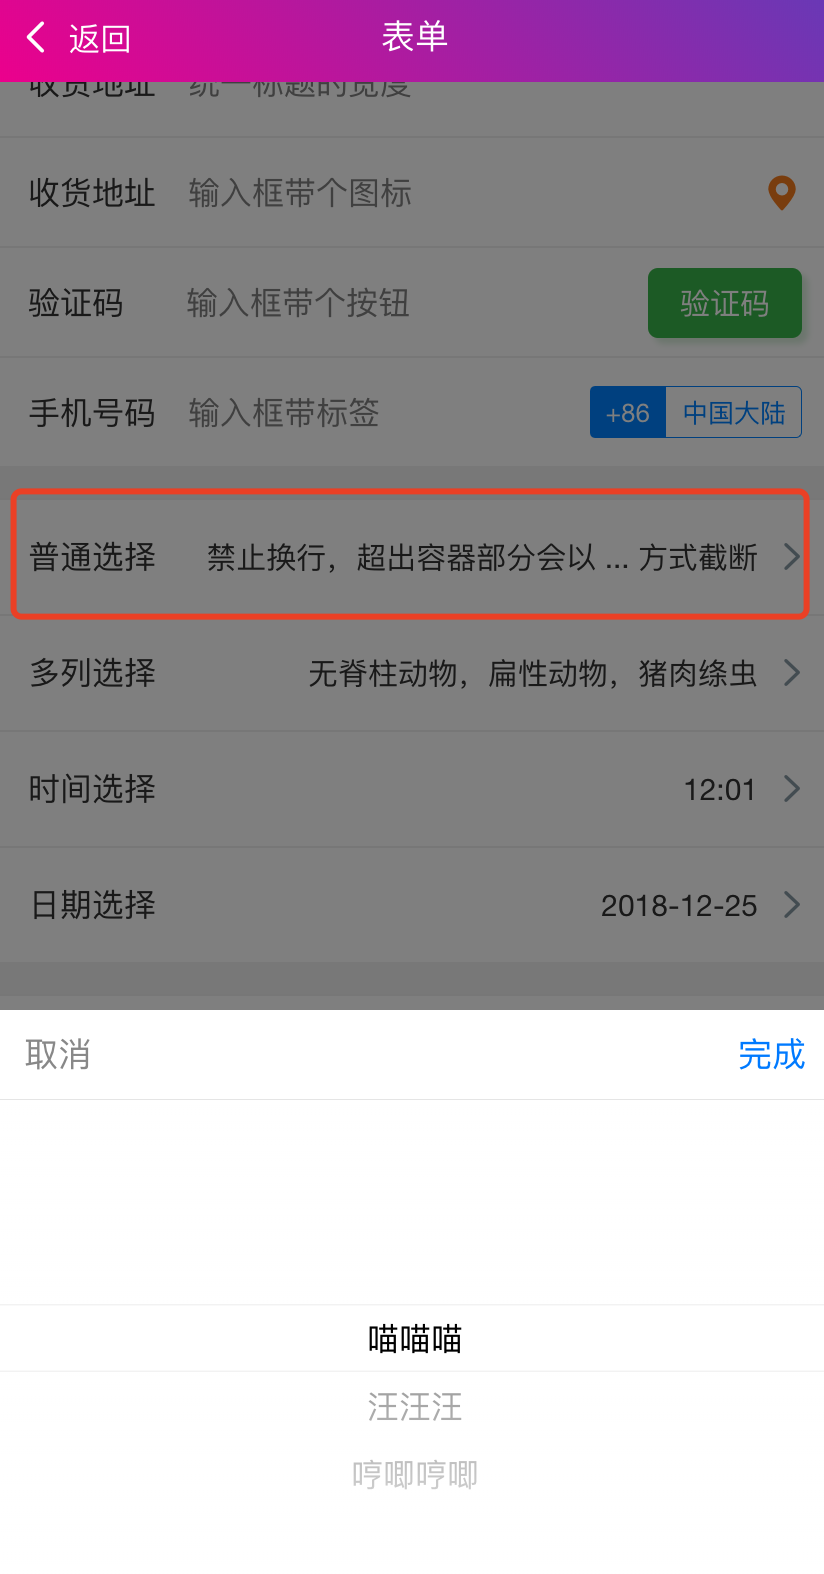 返回
表单
收货地址 统一标题的宽度
收货地址 输入框带个图标
验证码 输入框带个按钮 验证码
手机号码 输入框带标签 +86 中国大陆
普通选择 禁止换行，超出容器部分会以 ... 方式截断
多列选择 无脊柱动物，扁性动物，猪肉绦虫
时间选择 12:01
日期选择 2018-12-25
取消 完成
喵喵喵
汪汪汪
哼唧哼唧